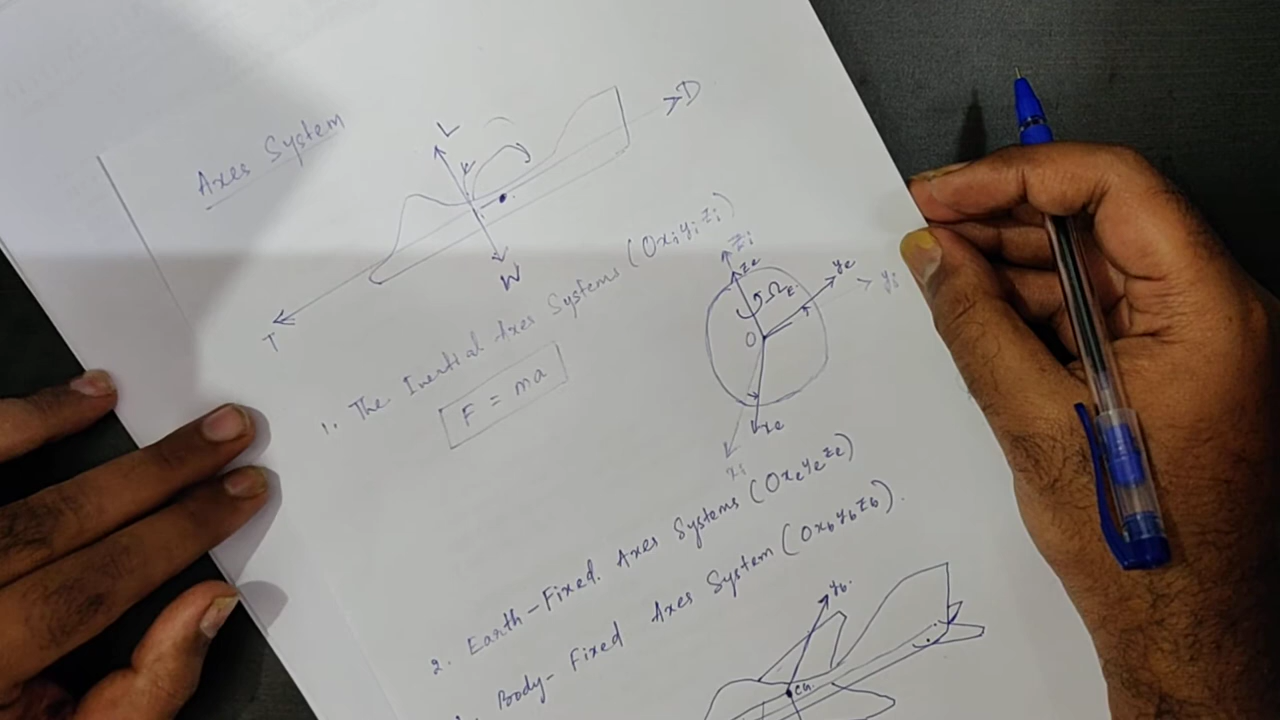 Axes System
L
D
W
T
1. The Inertial Axes Systems (Oxᵢyᵢzᵢ)
F = ma
zᵢ
ze
ΩE
ye
yᵢ
O
xe
xᵢ
2. Earth-Fixed. Axes Systems (Oxeyeze)
Body-Fixed Axes System (Oxbybzb).
yb.
CG.